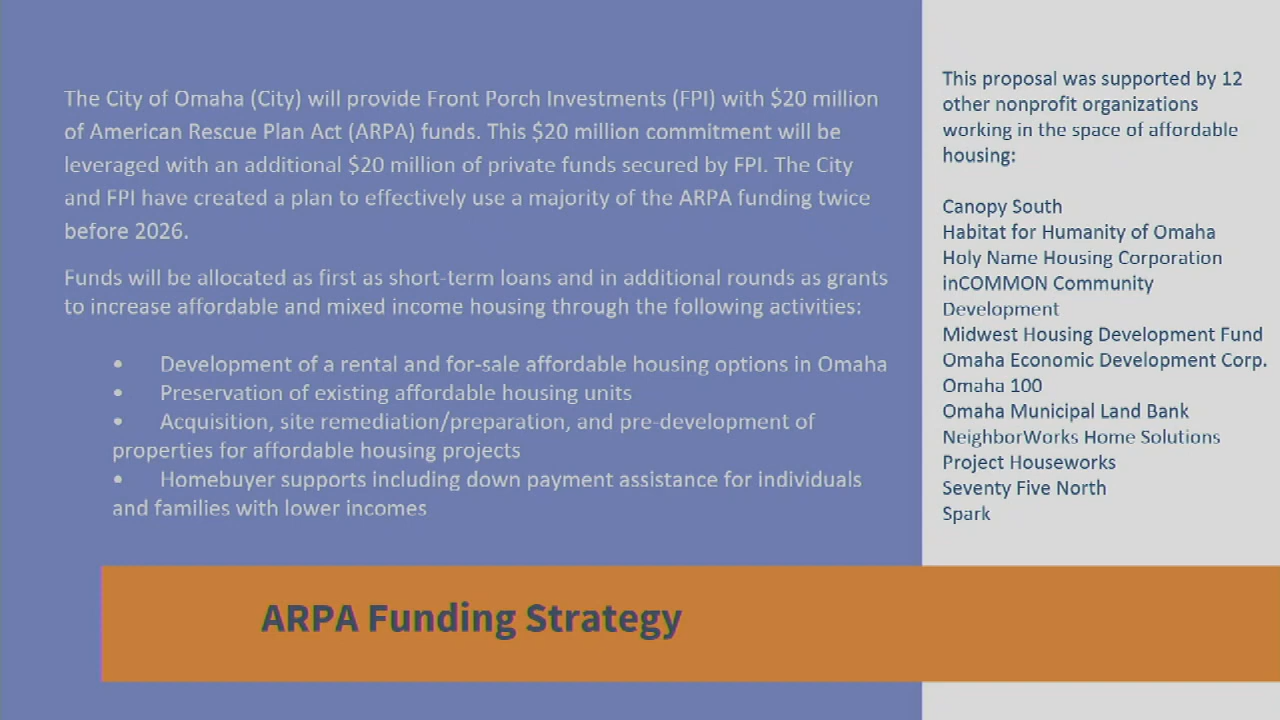 The City of Omaha (City) will provide Front Porch Investments (FPI) with $20 million
of American Rescue Plan Act (ARPA) funds. This $20 million commitment will be
leveraged with an additional $20 million of private funds secured by FPI. The City
and FPI have created a plan to effectively use a majority of the ARPA funding twice
before 2026.
Funds will be allocated as first as short-term loans and in additional rounds as grants
to increase affordable and mixed income housing through the following activities:
• Development of a rental and for-sale affordable housing options in Omaha
• Preservation of existing affordable housing units
• Acquisition, site remediation/preparation, and pre-development of
properties for affordable housing projects
• Homebuyer supports including down payment assistance for individuals
and families with lower incomes
This proposal was supported by 12
other nonprofit organizations
working in the space of affordable
housing:
Canopy South
Habitat for Humanity of Omaha
Holy Name Housing Corporation
inCOMMON Community
Development
Midwest Housing Development Fund
Omaha Economic Development Corp.
Omaha 100
Omaha Municipal Land Bank
NeighborWorks Home Solutions
Project Houseworks
Seventy Five North
Spark
ARPA Funding Strategy